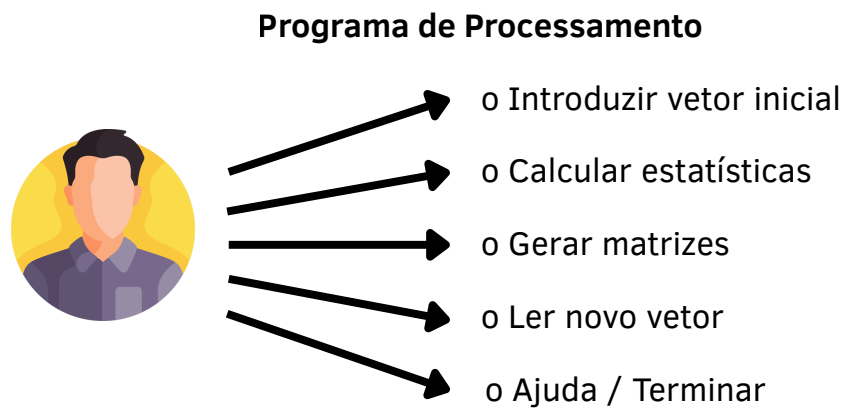 Programa de Processamento
o Introduzir vetor inicial
o Calcular estatísticas
o Gerar matrizes
o Ler novo vetor
o Ajuda / Terminar